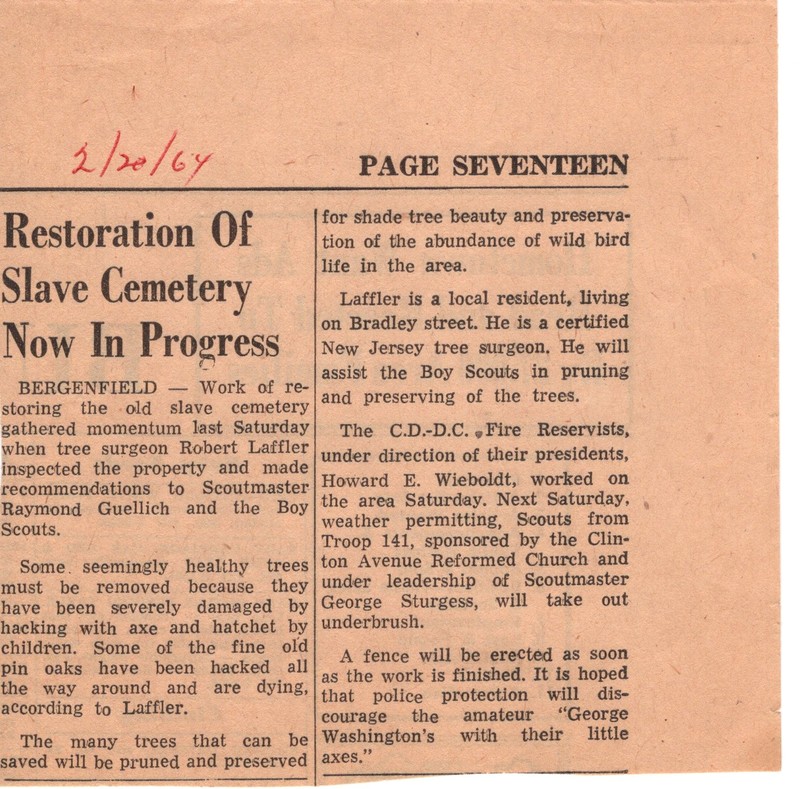 2/20/64
PAGE SEVENTEEN
Restoration Of
Slave Cemetery
Now In Progress
BERGENFIELD — Work of re-
storing the old slave cemetery
gathered momentum last Saturday
when tree surgeon Robert Laffler
inspected the property and made
recommendations to Scoutmaster
Raymond Guellich and the Boy
Scouts.
Some seemingly healthy trees
must be removed because they
have been severely damaged by
hacking with axe and hatchet by
children. Some of the fine old
pin oaks have been hacked all
the way around and are dying,
according to Laffler.
The many trees that can be
saved will be pruned and preserved
for shade tree beauty and preserva-
tion of the abundance of wild bird
life in the area.
Laffler is a local resident, living
on Bradley street. He is a certified
New Jersey tree surgeon. He will
assist the Boy Scouts in pruning
and preserving of the trees.
The C.D.-D.C. Fire Reservists,
under direction of their presidents,
Howard E. Wieboldt, worked on
the area Saturday. Next Saturday,
weather permitting, Scouts from
Troop 141, sponsored by the Clin-
ton Avenue Reformed Church and
under leadership of Scoutmaster
George Sturgess, will take out
underbrush.
A fence will be erected as soon
as the work is finished. It is hoped
that police protection will dis-
courage the amateur "George
Washington's with their little
axes."